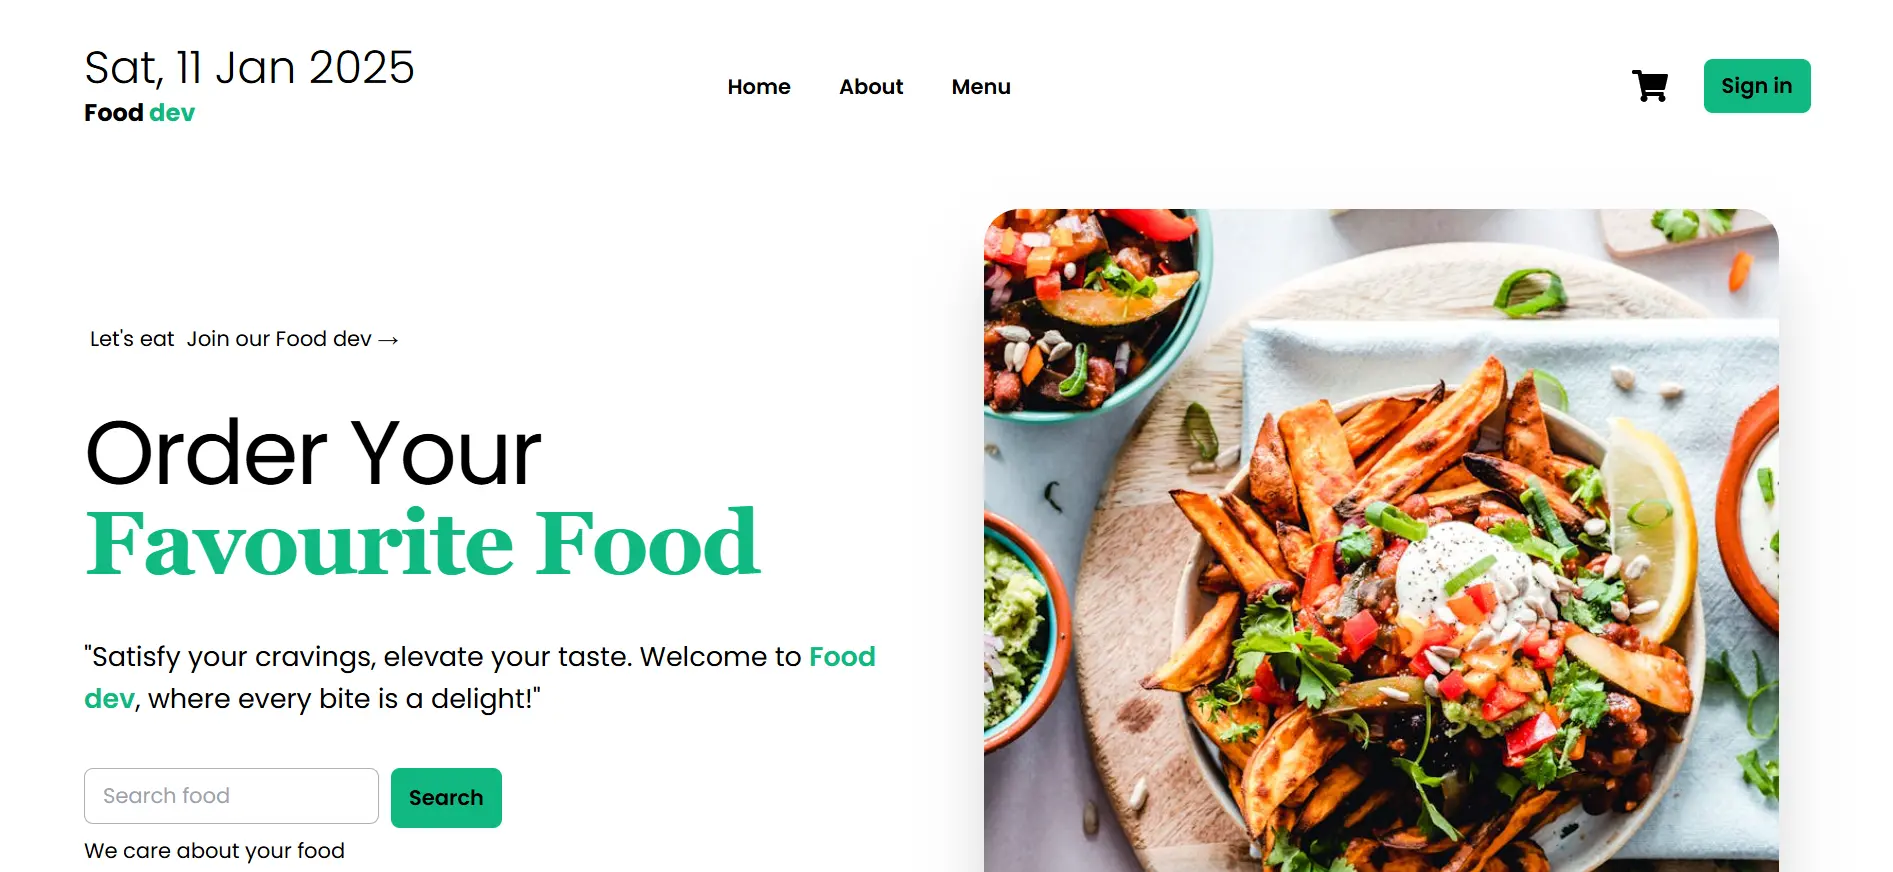 Sat, 11 Jan 2025
Food dev
Home
About
Menu
Sign in
Let's eat Join our Food dev →
Order Your
Favourite Food
"Satisfy your cravings, elevate your taste. Welcome to Food
dev, where every bite is a delight!"
Search food
Search
We care about your food